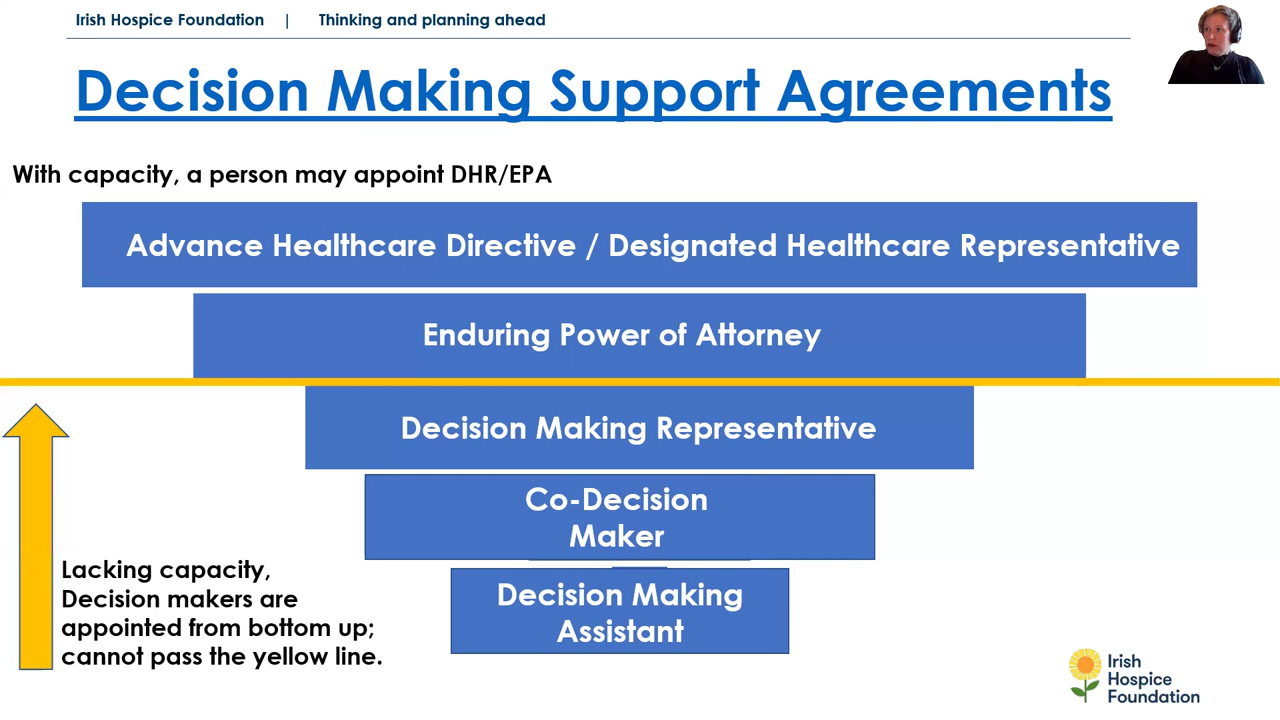 Irish Hospice Foundation | Thinking and planning ahead
Decision Making Support Agreements
With capacity, a person may appoint DHR/EPA
Advance Healthcare Directive / Designated Healthcare Representative
Enduring Power of Attorney
Decision Making Representative
Co-Decision
Maker
Decision Making
Assistant
Lacking capacity,
Decision makers are
appointed from bottom up;
cannot pass the yellow line.
Irish
Hospice
Foundation